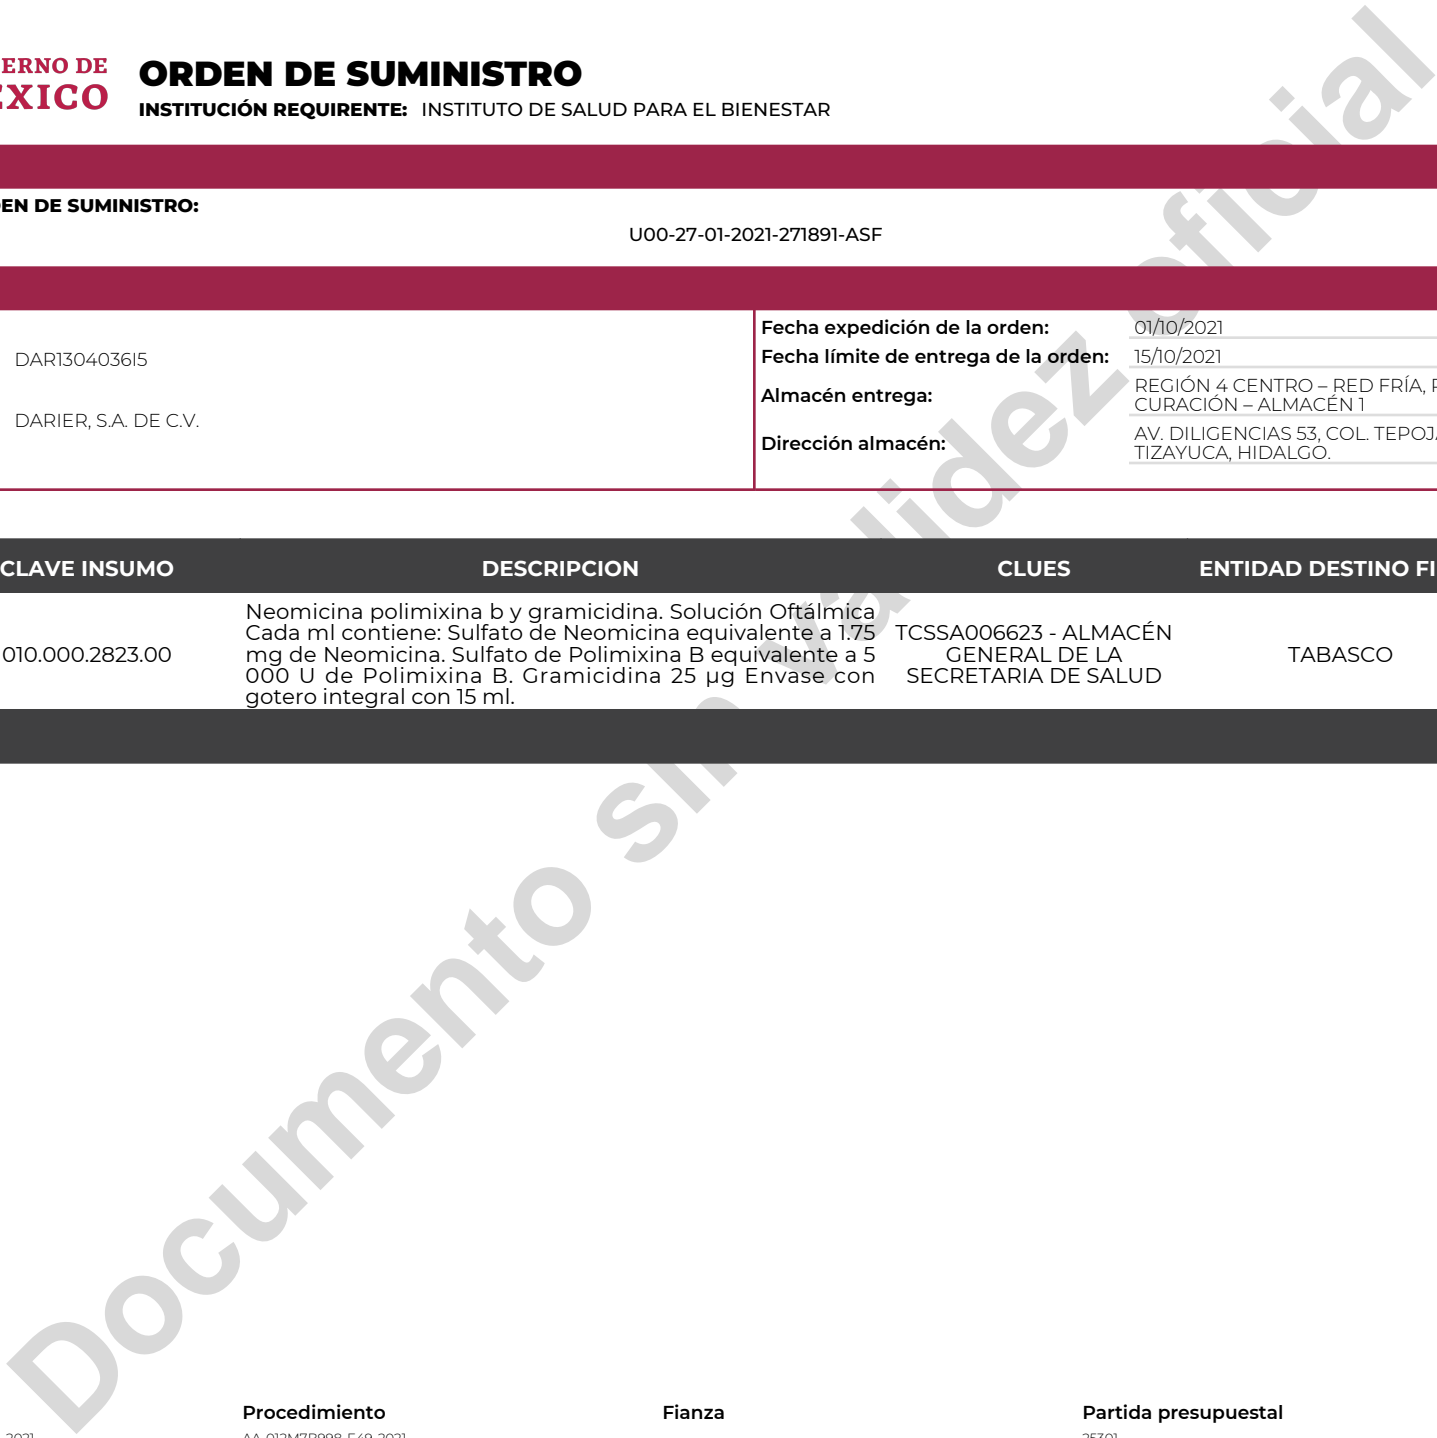 ERNO DE
ÉXICO
ORDEN DE SUMINISTRO
INSTITUCIÓN REQUIRENTE: INSTITUTO DE SALUD PARA EL BIENESTAR
EN DE SUMINISTRO:
U00-27-01-2021-271891-ASF
DAR1304036I5
DARIER, S.A. DE C.V.
Fecha expedición de la orden: 01/10/2021
Fecha límite de entrega de la orden: 15/10/2021
Almacén entrega: REGIÓN 4 CENTRO – RED FRÍA,
CURACIÓN – ALMACÉN 1
Dirección almacén: AV. DILIGENCIAS 53, COL. TEPOJ
TIZAYUCA, HIDALGO.
CLAVE INSUMO DESCRIPCION CLUES ENTIDAD DESTINO FI
010.000.2823.00
Neomicina polimixina b y gramicidina. Solución Oftálmica
Cada ml contiene: Sulfato de Neomicina equivalente a 1.75
mg de Neomicina. Sulfato de Polimixina B equivalente a 5
000 U de Polimixina B. Gramicidina 25 µg Envase con
gotero integral con 15 ml.
TCSSA006623 - ALMACÉN
GENERAL DE LA
SECRETARIA DE SALUD
TABASCO
Documento sin validez oficial
Procedimiento Fianza Partida presupuestal